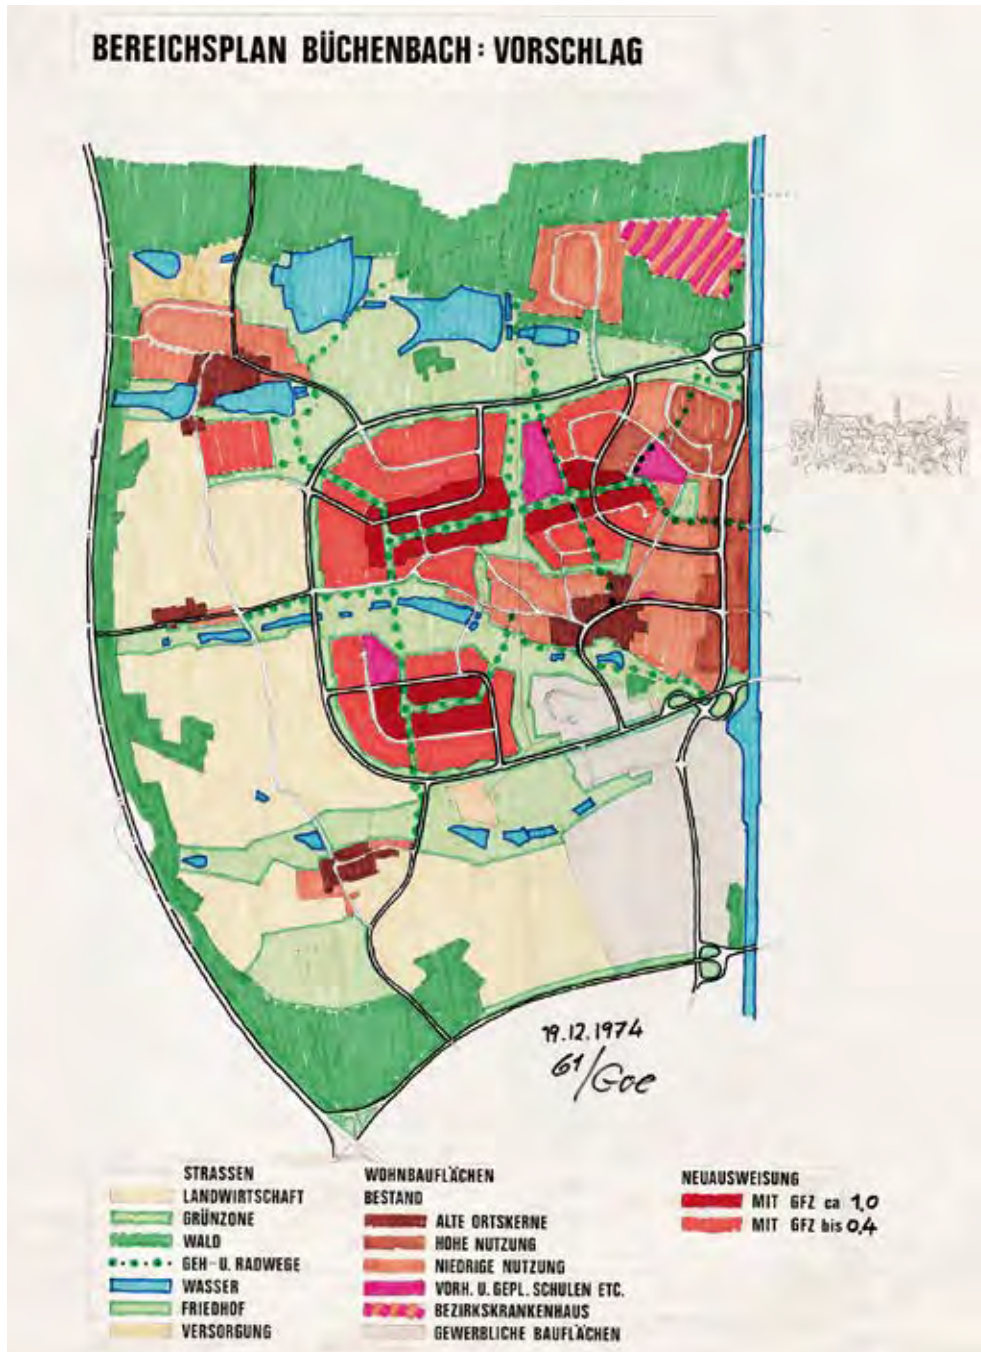 BEREICHSPLAN BÜCHENBACH: VORSCHLAG
19.12.1974
61/Goe
STRASSEN
LANDWIRTSCHAFT
GRÜNZONE
WALD
GEH- U. RADWEGE
WASSER
FRIEDHOF
VERSORGUNG
WOHNBAUFLÄCHEN
BESTAND
ALTE ORTSKERNE
HOHE NUTZUNG
NIEDRIGE NUTZUNG
VORH. U. GEPL. SCHULEN ETC.
BEZIRKSKRANKENHAUS
GEWERBLICHE BAUFLÄCHEN
NEUAUSWEISUNG
MIT GFZ ca 1,0
MIT GFZ bis 0,4